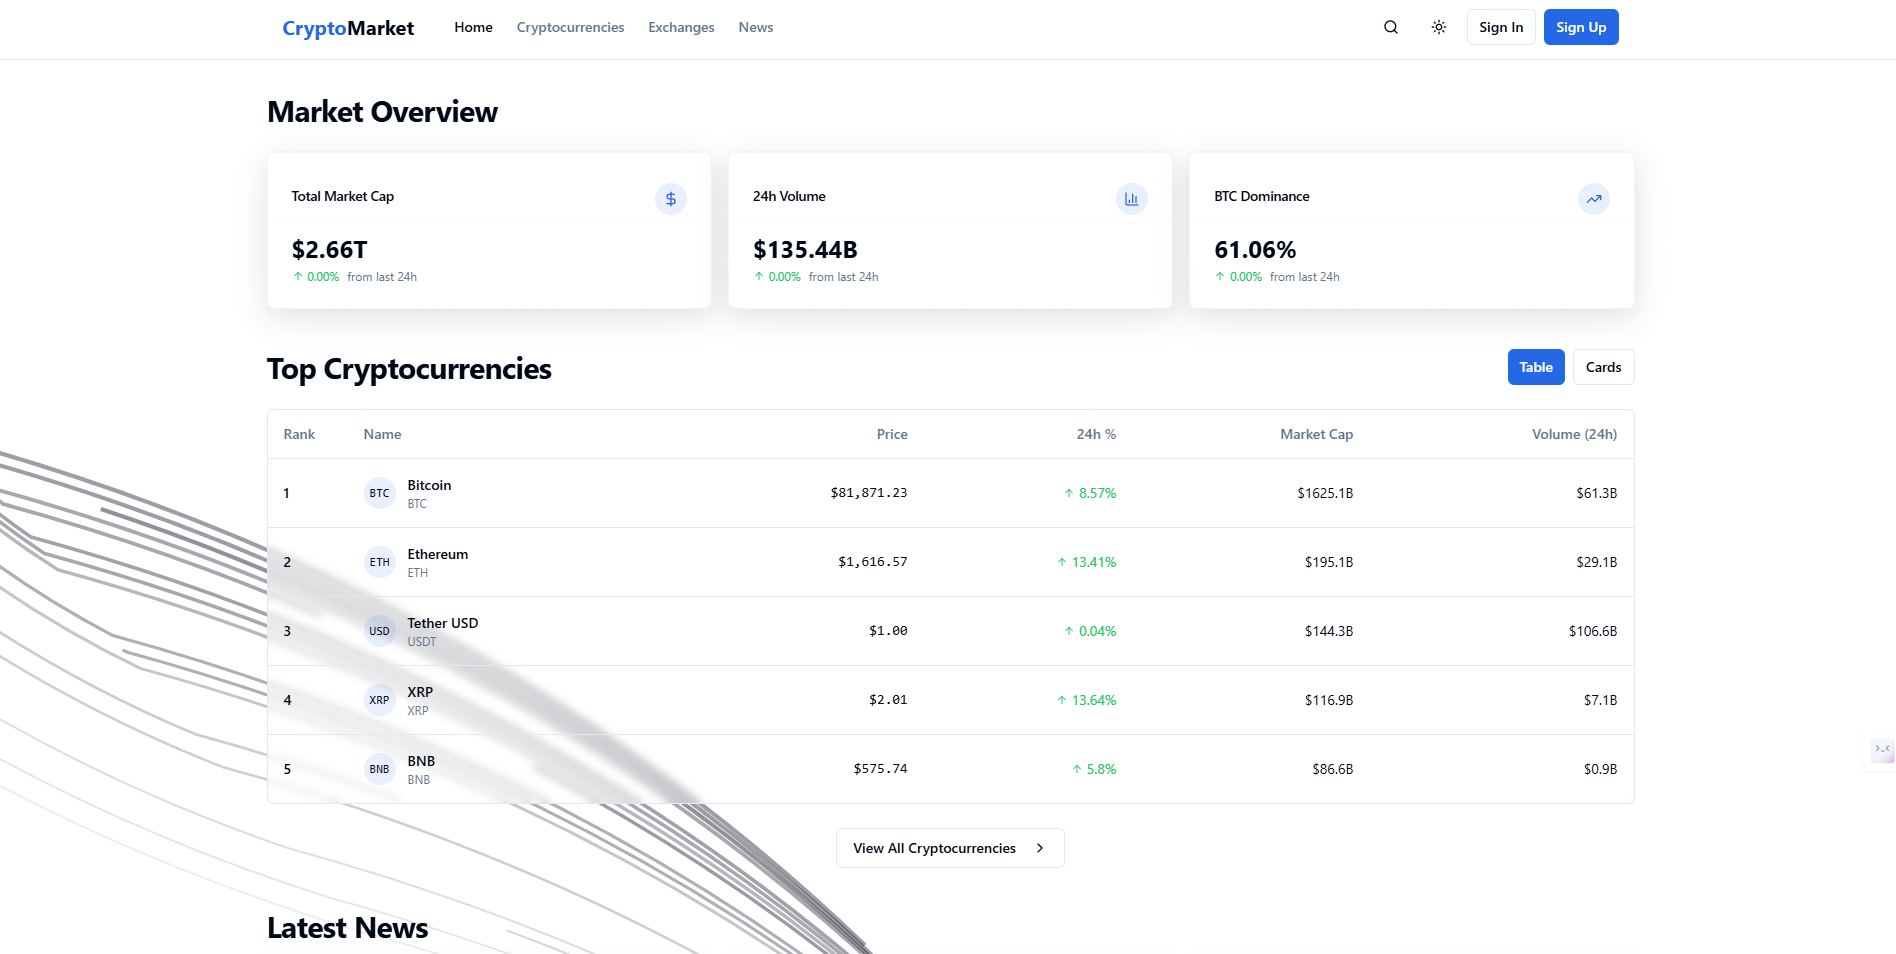 CryptoMarket Home Cryptocurrencies Exchanges News Sign In Sign Up
Market Overview
Total Market Cap
$2.66T
↑ 0.00% from last 24h
24h Volume
$135.44B
↑ 0.00% from last 24h
BTC Dominance
61.06%
↑ 0.00% from last 24h
Top Cryptocurrencies Table Cards
Rank Name Price 24h % Market Cap Volume (24h)
1 BTC Bitcoin $81,871.23 ↑ 8.57% $1625.1B $61.3B
BTC
2 ETH Ethereum $1,616.57 ↑ 13.41% $195.1B $29.1B
ETH
3 USD Tether USD $1.00 ↑ 0.04% $144.3B $106.6B
USDT
4 XRP XRP $2.01 ↑ 13.64% $116.9B $7.1B
XRP
5 BNB BNB $575.74 ↑ 5.8% $86.6B $0.9B
BNB
View All Cryptocurrencies
Latest News